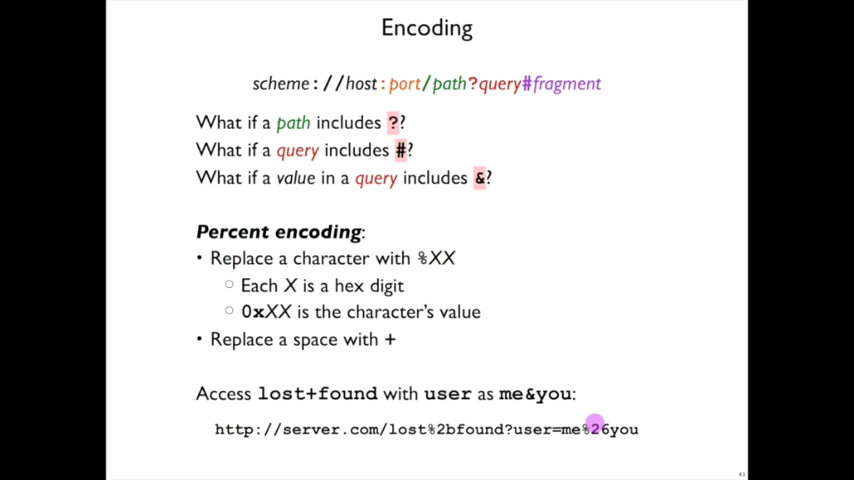 Encoding
scheme://host:port/path?query#fragment
What if a path includes ??
What if a query includes #?
What if a value in a query includes &?
Percent encoding:
• Replace a character with %XX
○ Each X is a hex digit
○ 0xXX is the character's value
• Replace a space with +
Access lost+found with user as me&you:
http://server.com/lost%2bfound?user=me%26you
43